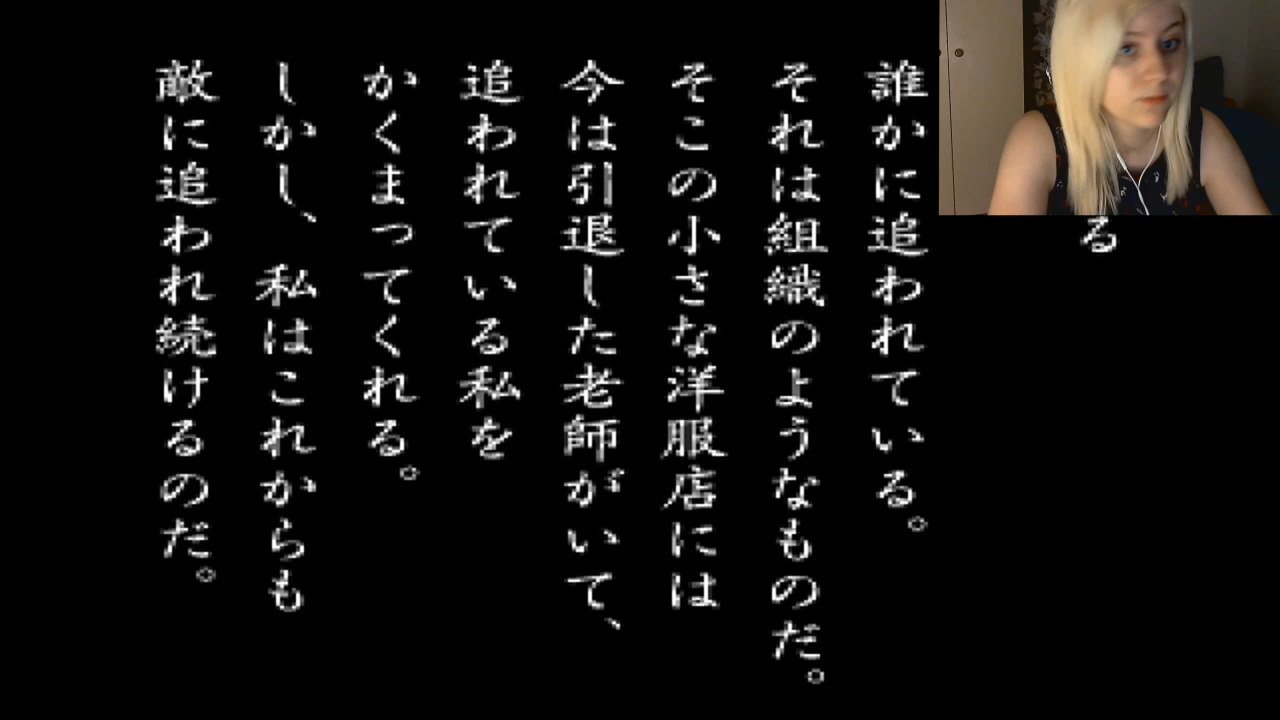 る
誰かに追われている。
それは組織のようなものだ。
そこの小さな洋服店には
今は引退した老師がいて、
追われている私を
かくまってくれる。
しかし、私はこれからも
敵に追われ続けるのだ。